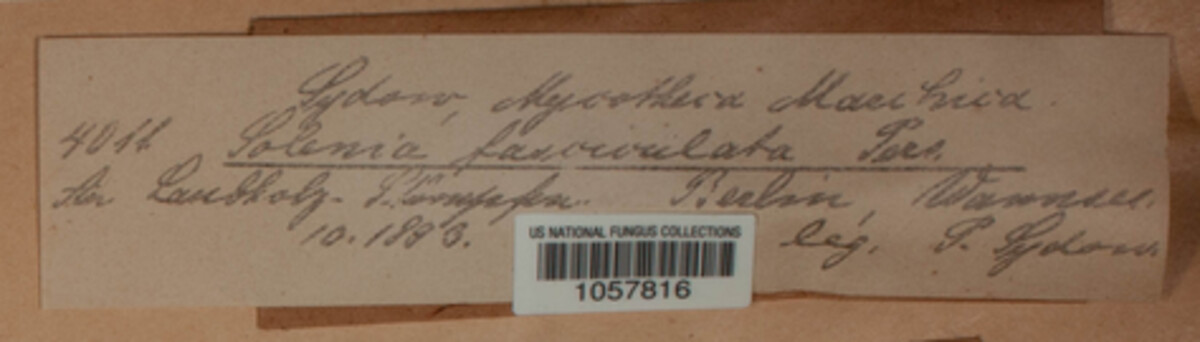 Sydow, Mycotheca Marchica.
4011 Solenia fasciculata Pers.
An Laubholz-Stümpfen. Berlin, Wannsee.
10. 1893. leg. P. Sydow.
US NATIONAL FUNGUS COLLECTIONS
1057816